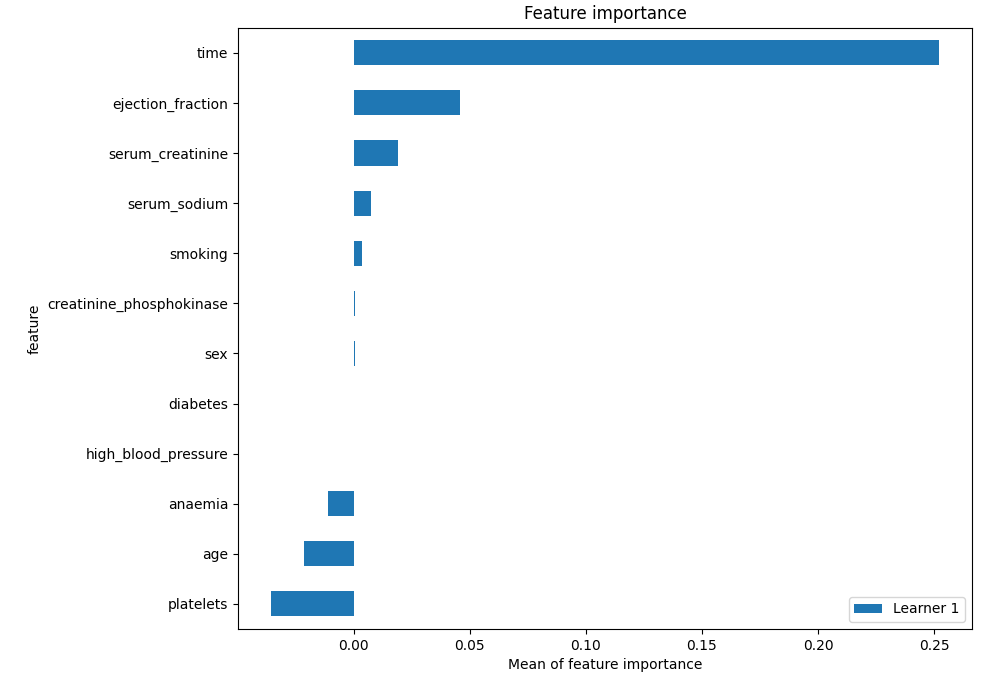 Feature importance
time
ejection_fraction
serum_creatinine
serum_sodium
smoking
creatinine_phosphokinase
sex
diabetes
high_blood_pressure
anaemia
age
platelets
feature
Learner 1
0.00 0.05 0.10 0.15 0.20 0.25
Mean of feature importance